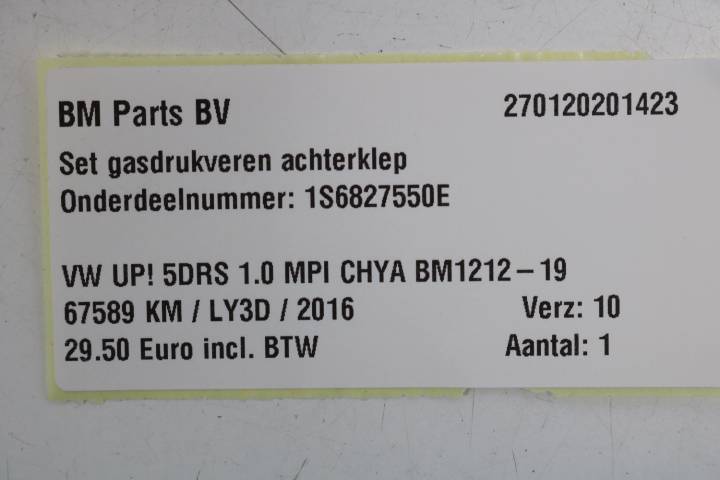 BM Parts BV 270120201423
Set gasdrukveren achterklep
Onderdeelnummer: 1S6827550E
VW UP! 5DRS 1.0 MPI CHYA BM1212-19
67589 KM / LY3D / 2016 Verz: 10
29.50 Euro incl. BTW Aantal: 1